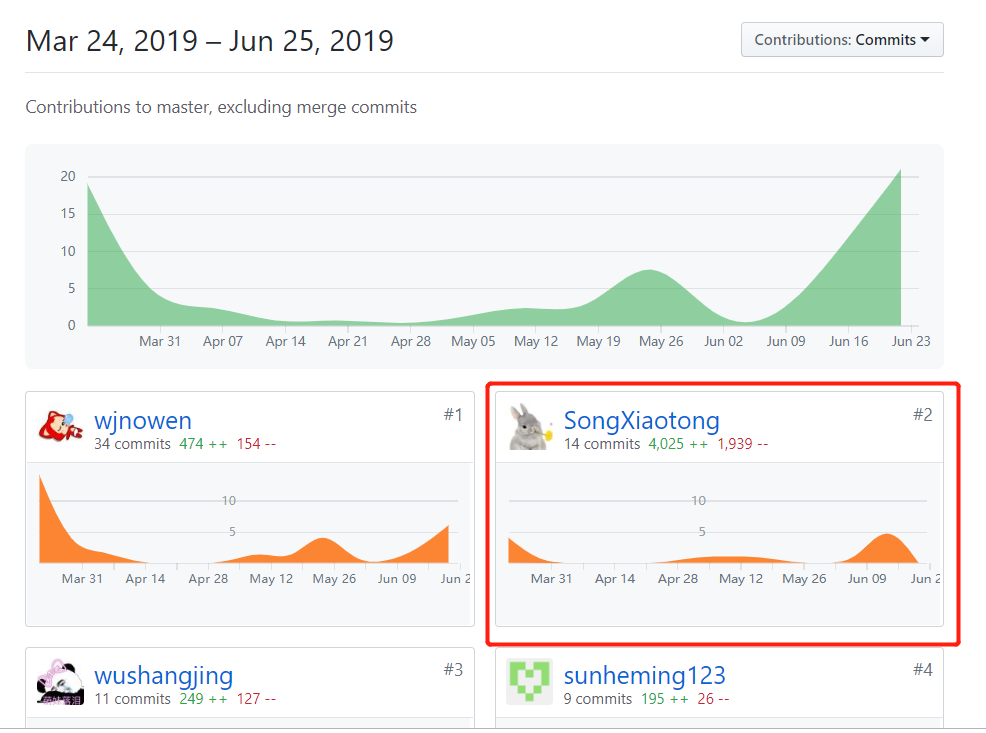 Mar 24, 2019 – Jun 25, 2019
Contributions: Commits
Contributions to master, excluding merge commits
20
15
10
5
0
Mar 31 Apr 07 Apr 14 Apr 21 Apr 28 May 05 May 12 May 19 May 26 Jun 02 Jun 09 Jun 16 Jun 23
wjnowen #1
34 commits 474 ++ 154 --
10
5
Mar 31 Apr 14 Apr 28 May 12 May 26 Jun 09 Jun 2
SongXiaotong #2
14 commits 4,025 ++ 1,939 --
10
5
Mar 31 Apr 14 Apr 28 May 12 May 26 Jun 09 Jun 2
wushangjing #3
11 commits 249 ++ 127 --
sunheming123 #4
9 commits 195 ++ 26 --